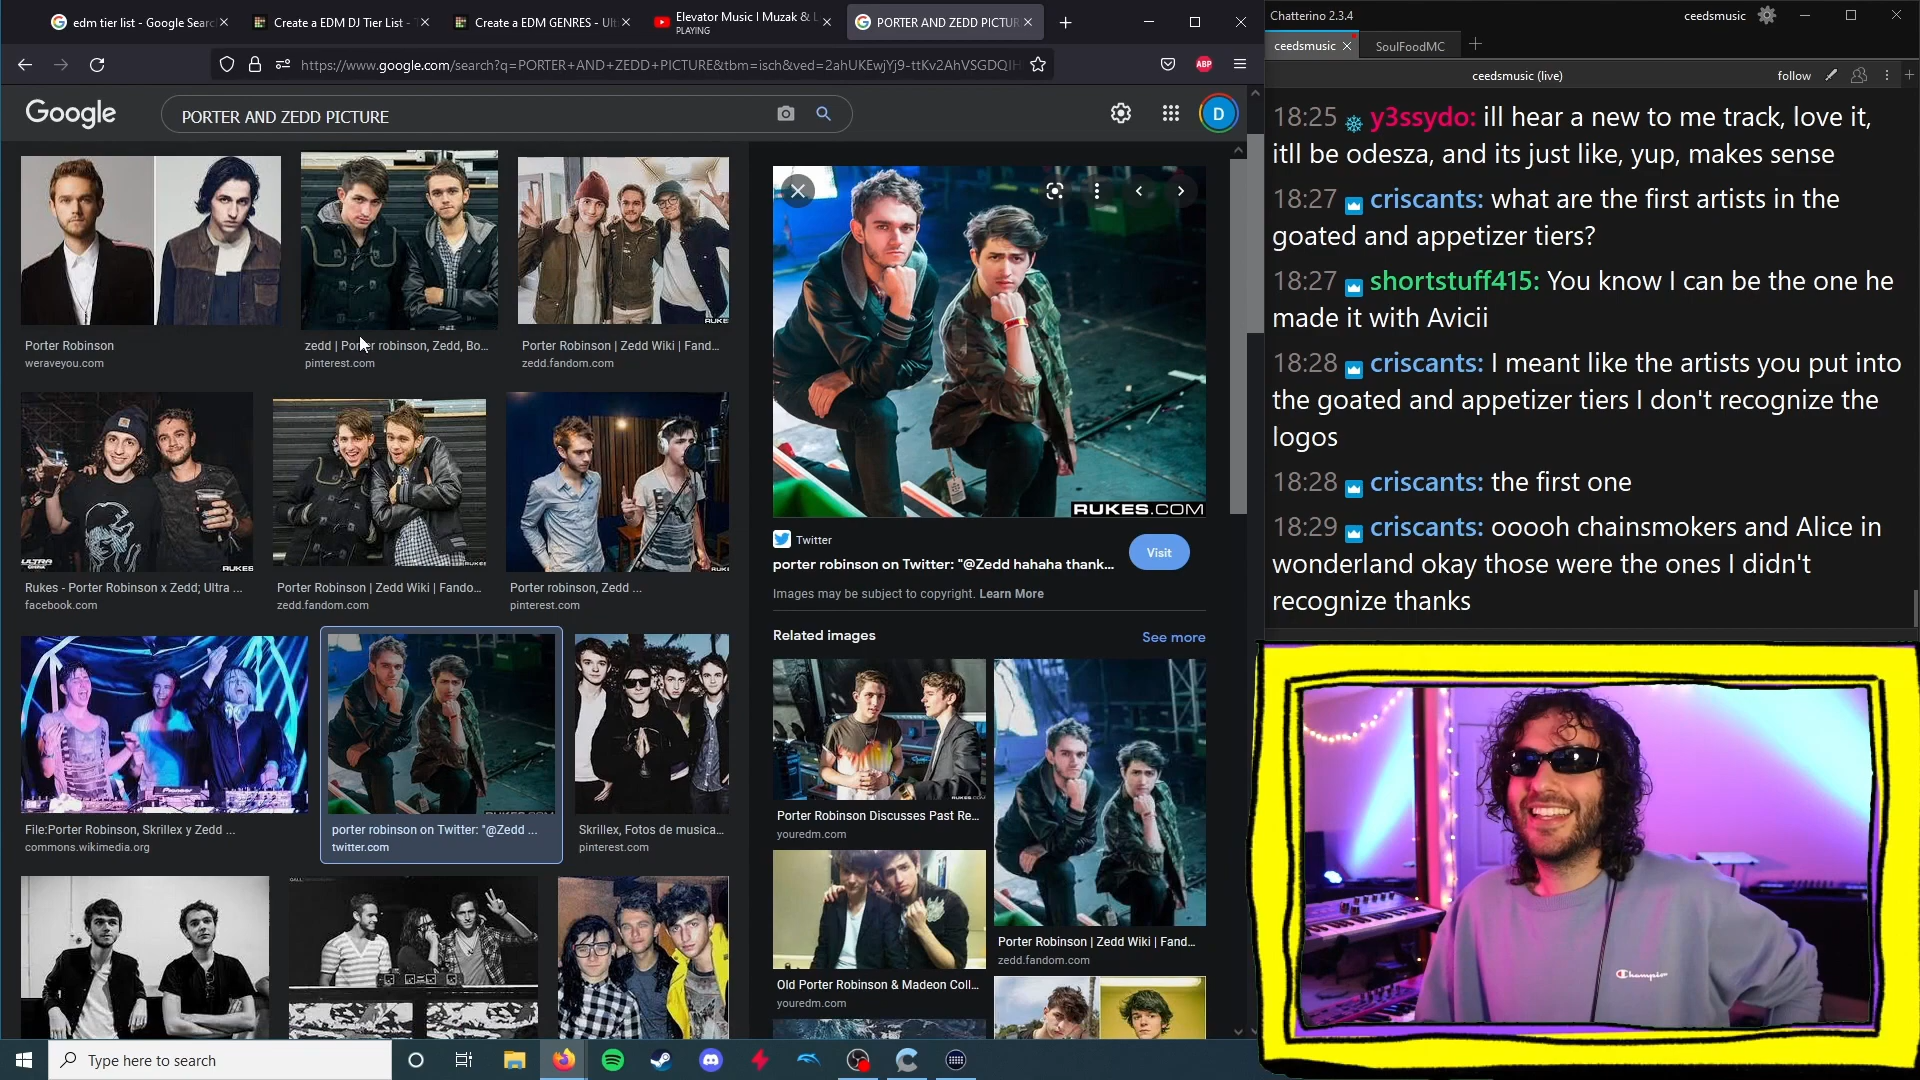 edm tier list - Google Searc
Create a EDM DJ Tier List -
Create a EDM GENRES - Ult
Elevator Music | Muzak & L
PLAYING
PORTER AND ZEDD PICTUR
https://www.google.com/search?q=PORTER+AND+ZEDD+PICTURE&tbm=isch&ved=2ahUKEwjYj9-ttKv2AhVSGDQIH
ABP
Google
PORTER AND ZEDD PICTURE
D
RUKES
Porter Robinson
weraveyou.com
zedd | Porter robinson, Zedd, Bo...
pinterest.com
Porter Robinson | Zedd Wiki | Fand...
zedd.fandom.com
ULTRA
RUKES
Rukes - Porter Robinson x Zedd; Ultra ...
facebook.com
Porter Robinson | Zedd Wiki | Fando...
zedd.fandom.com
Porter robinson, Zedd ...
pinterest.com
Pioneer
File:Porter Robinson, Skrillex y Zedd ...
commons.wikimedia.org
porter robinson on Twitter: "@Zedd ...
twitter.com
Skrillex, Fotos de musica...
pinterest.com
RUKES.COM
Twitter
porter robinson on Twitter: "@Zedd hahaha thank...
Visit
Images may be subject to copyright. Learn More
Related images
See more
Porter Robinson Discusses Past Re...
youredm.com
Porter Robinson | Zedd Wiki | Fand...
zedd.fandom.com
Old Porter Robinson & Madeon Coll...
youredm.com
Type here to search
Chatterino 2.3.4
ceedsmusic
ceedsmusic
SoulFoodMC
ceedsmusic (live)
follow
18:25 y3ssydo: ill hear a new to me track, love it,
itll be odesza, and its just like, yup, makes sense
18:27 criscants: what are the first artists in the
goated and appetizer tiers?
18:27 shortstuff415: You know I can be the one he
made it with Avicii
18:28 criscants: I meant like the artists you put into
the goated and appetizer tiers I don't recognize the
logos
18:28 criscants: the first one
18:29 criscants: ooooh chainsmokers and Alice in
wonderland okay those were the ones I didn't
recognize thanks
Champion